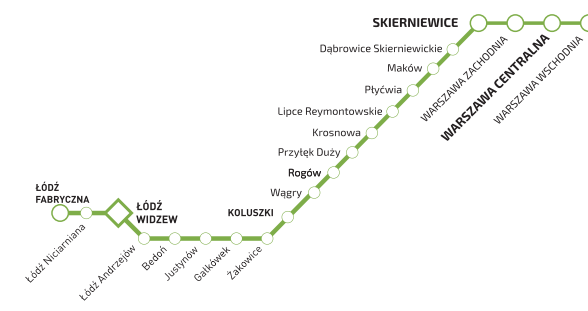 SKIERNIEWICE
Dąbrowice Skierniewickie
Maków
Płyćwia
Lipce Reymontowskie
Krosnowa
Przyłęk Duży
Rogów
Wągry
KOLUSZKI
WARSZAWA ZACHODNIA
WARSZAWA CENTRALNA
WARSZAWA WSCHODNIA
ŁÓDŹ
FABRYCZNA
ŁÓDŹ
WIDZEW
Łódź Niciarniana
Łódź Andrzejów
Bedoń
Justynów
Gałkówek
Żakowice